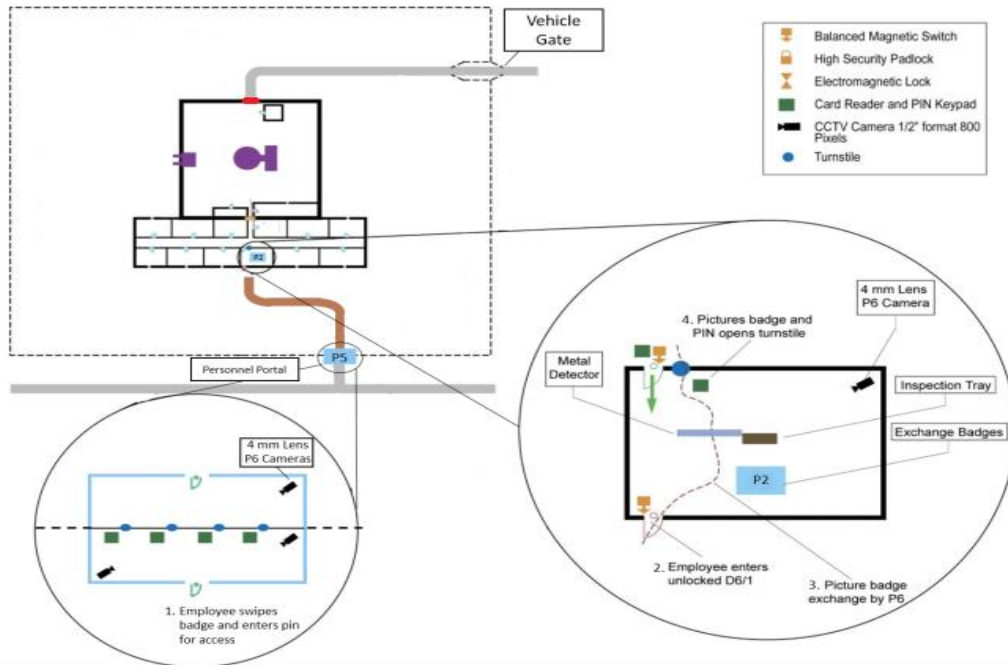 Vehicle
Gate
Balanced Magnetic Switch
High Security Padlock
Electromagnetic Lock
Card Reader and PIN Keypad
CCTV Camera 1/2" format 800
Pixels
Turnstile
P2
P5
Personnel Portal
4 mm Lens
P6 Cameras
1. Employee swipes
badge and enters pin
for access
4 mm Lens
P6 Camera
4. Pictures badge and
PIN opens turnstile
Metal
Detector
Inspection Tray
Exchange Badges
P2
2. Employee enters
unlocked D6/1
3. Picture badge
exchange by P6